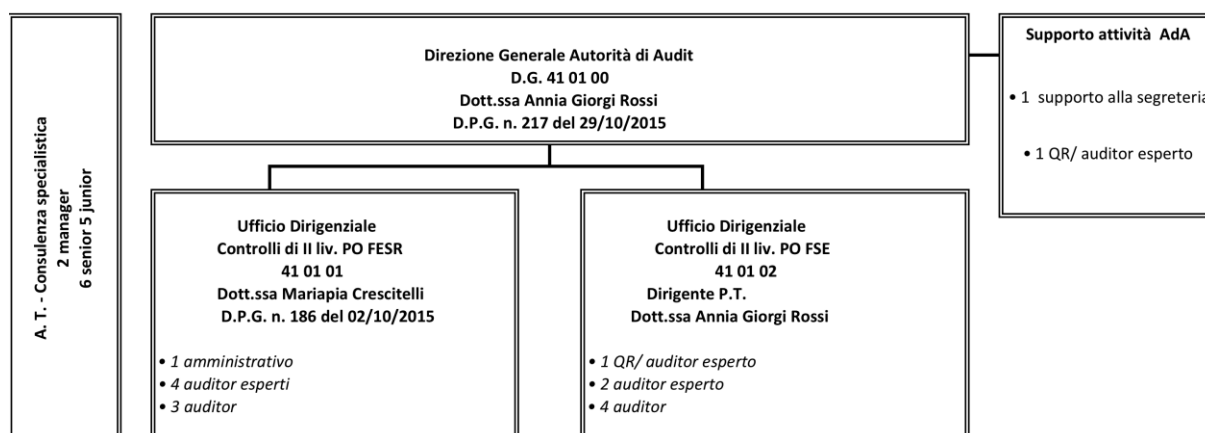 A. T. - Consulenza specialistica
2 manager
6 senior 5 junior
Direzione Generale Autorità di Audit
D.G. 41 01 00
Dott.ssa Annia Giorgi Rossi
D.P.G. n. 217 del 29/10/2015
Supporto attività AdA
• 1 supporto alla segreteria
• 1 QR/ auditor esperto
Ufficio Dirigenziale
Controlli di II liv. PO FESR
41 01 01
Dott.ssa Mariapia Crescitelli
D.P.G. n. 186 del 02/10/2015
• 1 amministrativo
• 4 auditor esperti
• 3 auditor
Ufficio Dirigenziale
Controlli di II liv. PO FSE
41 01 02
Dirigente P.T.
Dott.ssa Annia Giorgi Rossi
• 1 QR/ auditor esperto
• 2 auditor esperto
• 4 auditor